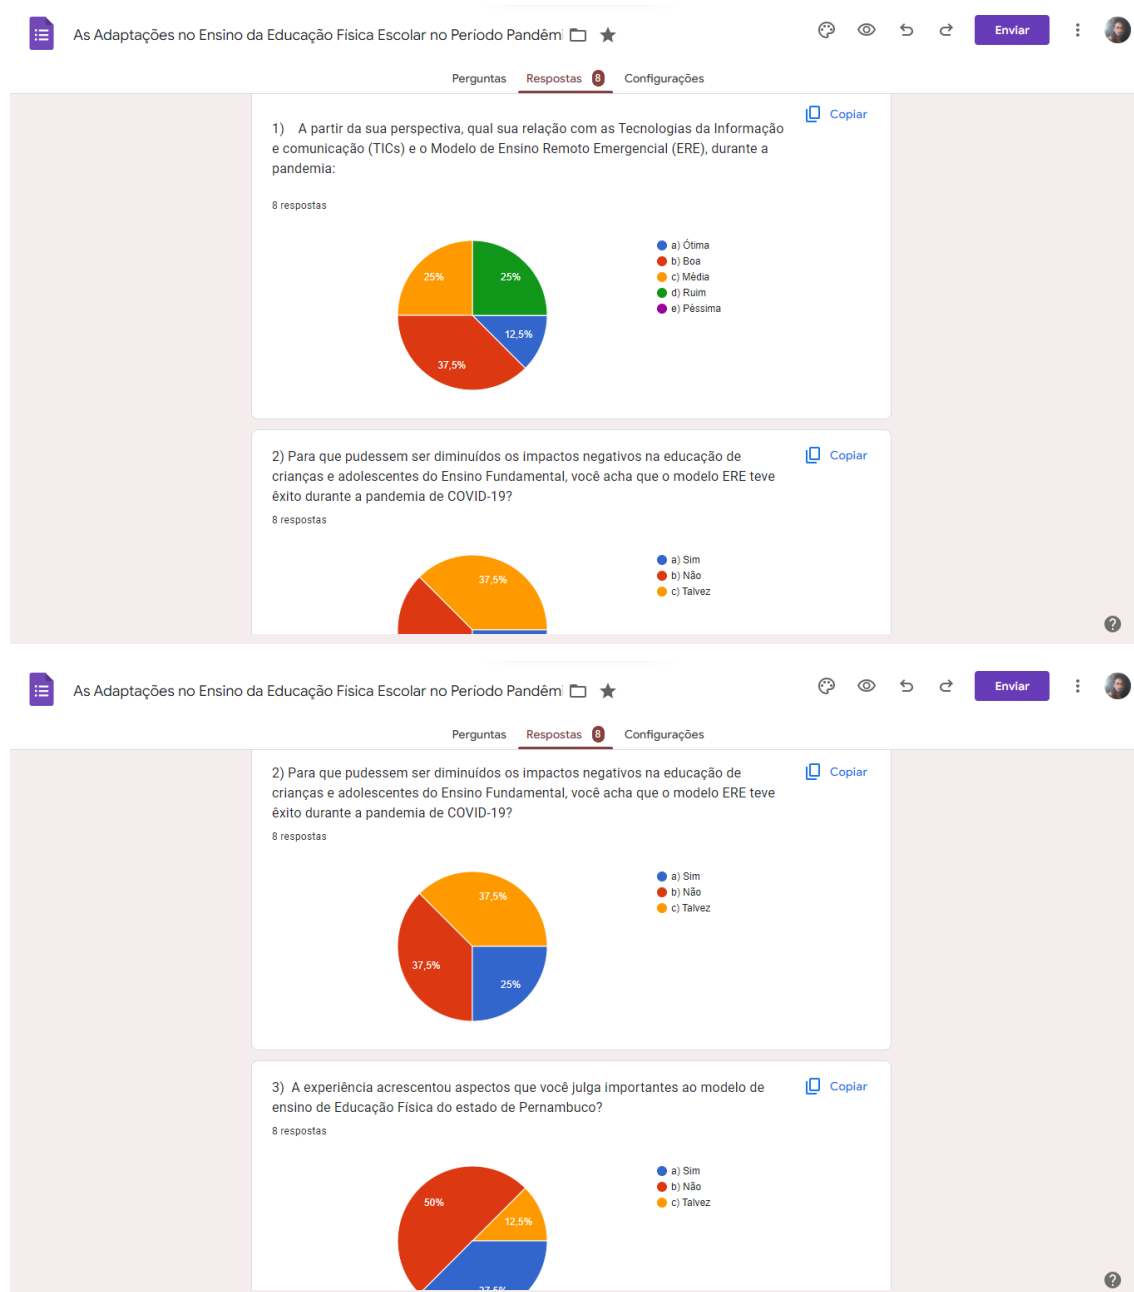 As Adaptações no Ensino da Educação Física Escolar no Período Pandêm
Enviar
Perguntas Respostas 8 Configurações
Copiar
1) A partir da sua perspectiva, qual sua relação com as Tecnologias da Informação
e comunicação (TICs) e o Modelo de Ensino Remoto Emergencial (ERE), durante a
pandemia:
8 respostas
25%
25%
12,5%
37,5%
a) Ótima
b) Boa
c) Média
d) Ruim
e) Péssima
2) Para que pudessem ser diminuídos os impactos negativos na educação de
crianças e adolescentes do Ensino Fundamental, você acha que o modelo ERE teve
êxito durante a pandemia de COVID-19?
Copiar
8 respostas
37,5%
a) Sim
b) Não
c) Talvez
As Adaptações no Ensino da Educação Física Escolar no Período Pandêm
Enviar
Perguntas Respostas 8 Configurações
2) Para que pudessem ser diminuídos os impactos negativos na educação de
crianças e adolescentes do Ensino Fundamental, você acha que o modelo ERE teve
êxito durante a pandemia de COVID-19?
Copiar
8 respostas
37,5%
37,5%
25%
a) Sim
b) Não
c) Talvez
3) A experiência acrescentou aspectos que você julga importantes ao modelo de
ensino de Educação Física do estado de Pernambuco?
Copiar
8 respostas
50%
12,5%
37,5%
a) Sim
b) Não
c) Talvez